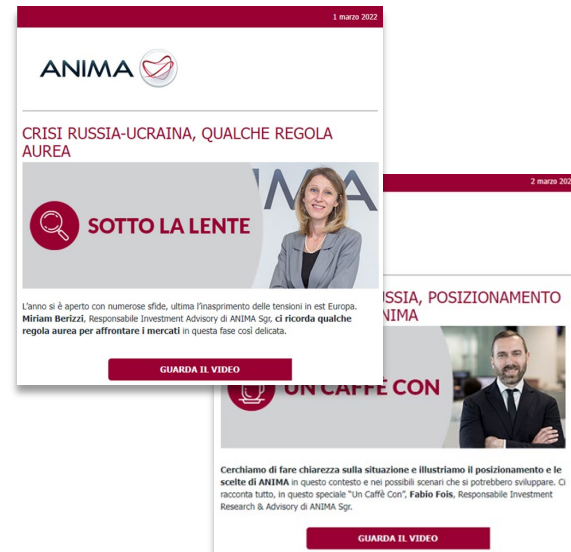 1 marzo 2022
ANIMA
CRISI RUSSIA-UCRAINA, QUALCHE REGOLA
AUREA
SOTTO LA LENTE
L'anno si è aperto con numerose sfide, ultima l'inasprimento delle tensioni in est Europa.
Miriam Berizzi, Responsabile Investment Advisory di ANIMA Sgr, ci ricorda qualche
regola aurea per affrontare i mercati in questa fase così delicata.
GUARDA IL VIDEO
2 marzo 202
SSIA, POSIZIONAMENTO
NIMA
UN CAFFÈ CON
Cerchiamo di fare chiarezza sulla situazione e illustriamo il posizionamento e le
scelte di ANIMA in questo contesto e nei possibili scenari che si potrebbero sviluppare. Ci
racconta tutto, in questo speciale "Un Caffè Con", Fabio Fois, Responsabile Investment
Research & Advisory di ANIMA Sgr.
GUARDA IL VIDEO